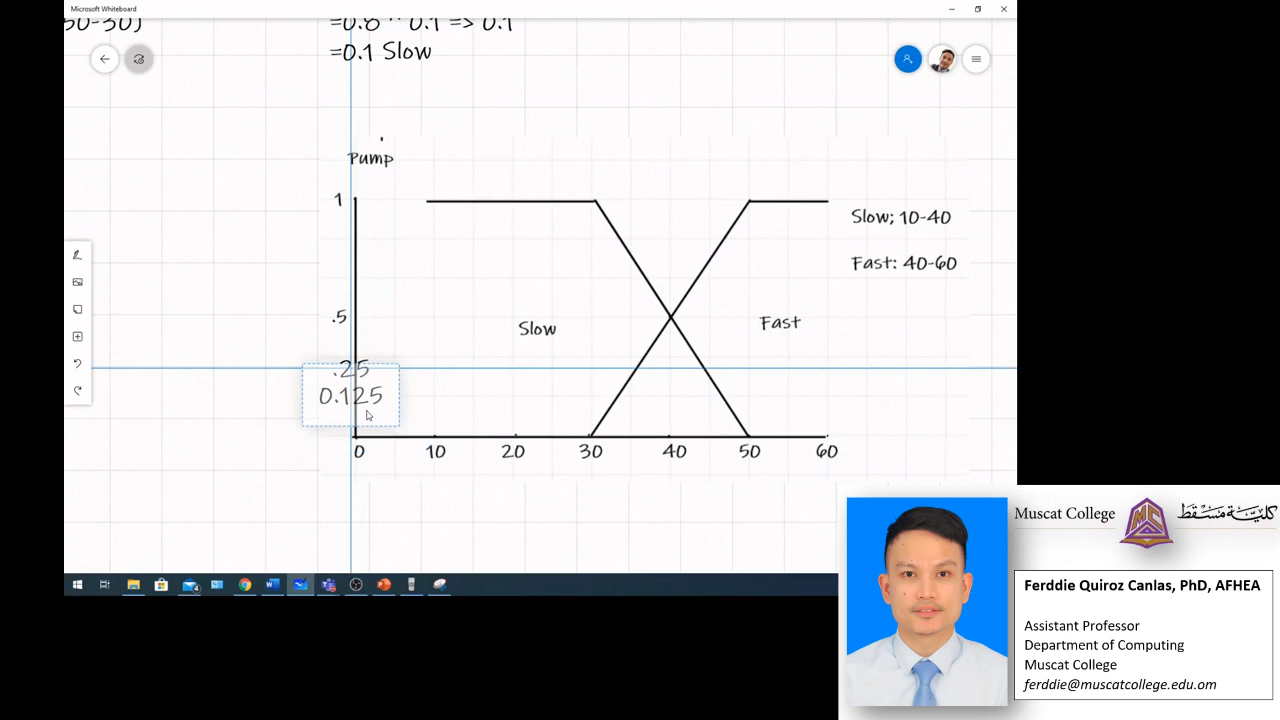 Microsoft Whiteboard
=0.1 Slow
Pump
1
.5
.25
0.125
Slow
Fast
Slow; 10-40
Fast: 40-60
0 10 20 30 40 50 60
Muscat College
كلية مسقط
Ferddie Quiroz Canlas, PhD, AFHEA
Assistant Professor
Department of Computing
Muscat College
ferddie@muscatcollege.edu.om